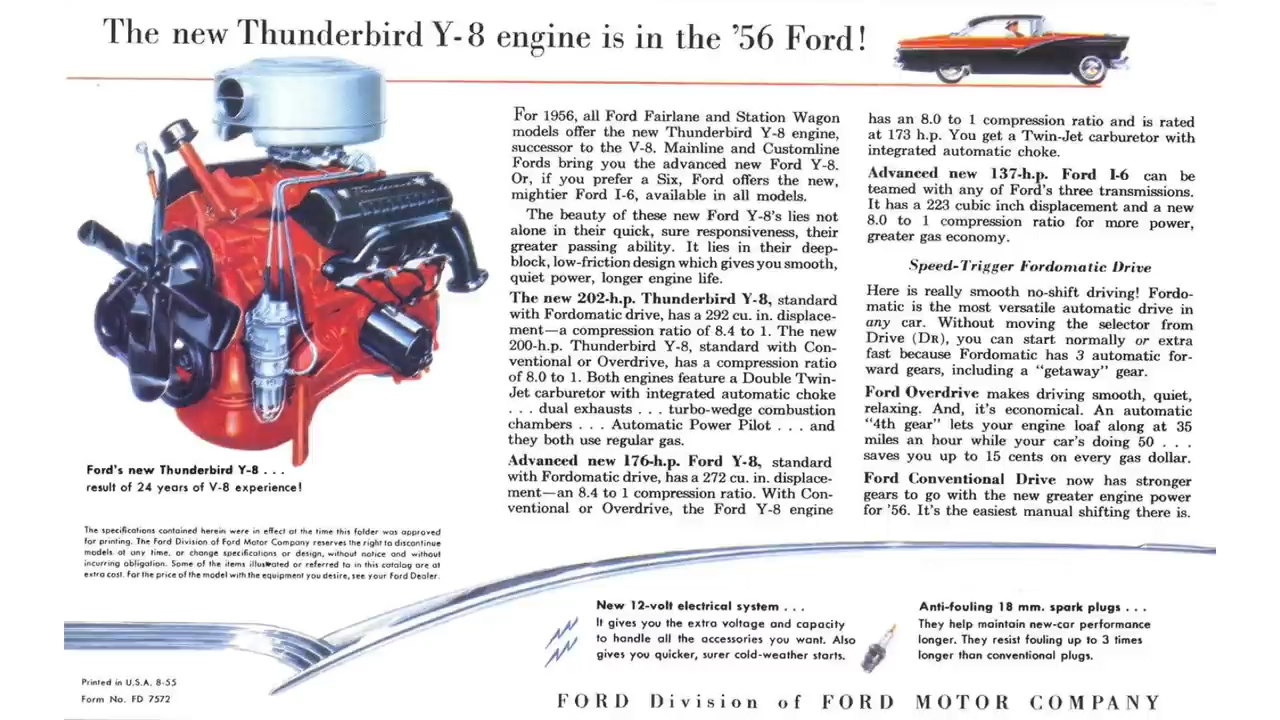 The new Thunderbird Y-8 engine is in the '56 Ford!
Thunderbird
Ford's new Thunderbird Y-8 . . .
result of 24 years of V-8 experience!
The specifications contained herein were in effect at the time this folder was approved
for printing. The Ford Division of Ford Motor Company reserves the right to discontinue
models at any time, or change specifications or design, without notice and without
incurring obligation. Some of the items illustrated or referred to in this catalog are at
extra cost. For the price of the model with the equipment you desire, see your Ford Dealer.
For 1956, all Ford Fairlane and Station Wagon
models offer the new Thunderbird Y-8 engine,
successor to the V-8. Mainline and Customline
Fords bring you the advanced new Ford Y-8.
Or, if you prefer a Six, Ford offers the new,
mightier Ford I-6, available in all models.
The beauty of these new Ford Y-8's lies not
alone in their quick, sure responsiveness, their
greater passing ability. It lies in their deep-
block, low-friction design which gives you smooth,
quiet power, longer engine life.
The new 202-h.p. Thunderbird Y-8, standard
with Fordomatic drive, has a 292 cu. in. displace-
ment—a compression ratio of 8.4 to 1. The new
200-h.p. Thunderbird Y-8, standard with Con-
ventional or Overdrive, has a compression ratio
of 8.0 to 1. Both engines feature a Double Twin-
Jet carburetor with integrated automatic choke
. . . dual exhausts . . . turbo-wedge combustion
chambers . . . Automatic Power Pilot . . . and
they both use regular gas.
Advanced new 176-h.p. Ford Y-8, standard
with Fordomatic drive, has a 272 cu. in. displace-
ment—an 8.4 to 1 compression ratio. With Con-
ventional or Overdrive, the Ford Y-8 engine
has an 8.0 to 1 compression ratio and is rated
at 173 h.p. You get a Twin-Jet carburetor with
integrated automatic choke.
Advanced new 137-h.p. Ford I-6 can be
teamed with any of Ford's three transmissions.
It has a 223 cubic inch displacement and a new
8.0 to 1 compression ratio for more power,
greater gas economy.
Speed-Trigger Fordomatic Drive
Here is really smooth no-shift driving! Fordo-
matic is the most versatile automatic drive in
any car. Without moving the selector from
Drive (DR), you can start normally or extra
fast because Fordomatic has 3 automatic for-
ward gears, including a "getaway" gear.
Ford Overdrive makes driving smooth, quiet,
relaxing. And, it's economical. An automatic
"4th gear" lets your engine loaf along at 35
miles an hour while your car's doing 50 . . .
saves you up to 15 cents on every gas dollar.
Ford Conventional Drive now has stronger
gears to go with the new greater engine power
for '56. It's the easiest manual shifting there is.
New 12-volt electrical system . . .
It gives you the extra voltage and capacity
to handle all the accessories you want. Also
gives you quicker, surer cold-weather starts.
Anti-fouling 18 mm. spark plugs . . .
They help maintain new-car performance
longer. They resist fouling up to 3 times
longer than conventional plugs.
Printed in U.S.A. 8-55
Form No. FD 7572
FORD Division of FORD MOTOR COMPANY